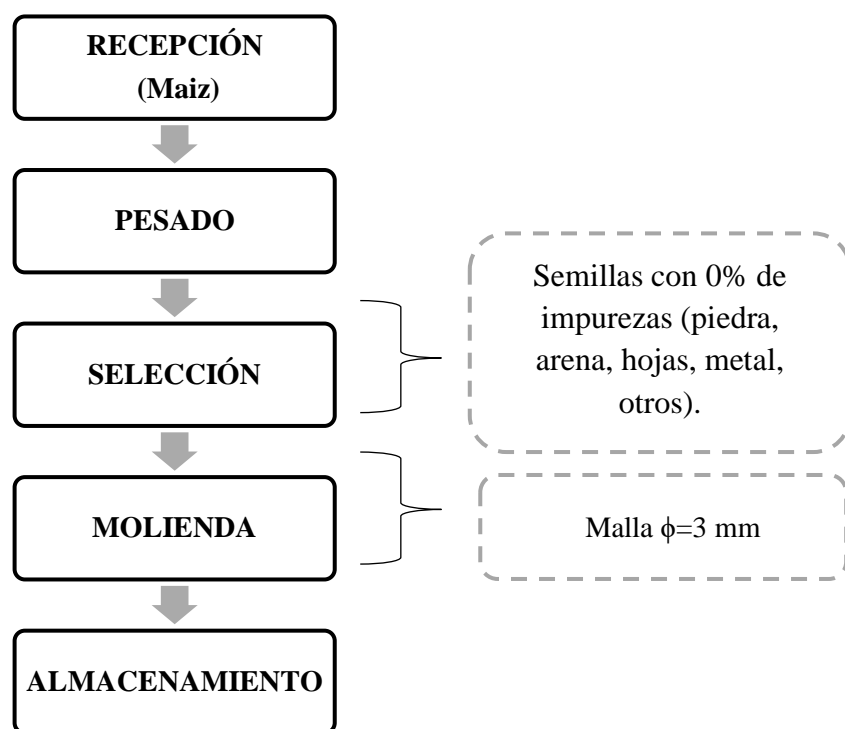 RECEPCIÓN
(Maiz)
PESADO
SELECCIÓN
Semillas con 0% de
impurezas (piedra,
arena, hojas, metal,
otros).
MOLIENDA
Malla ϕ=3 mm
ALMACENAMIENTO